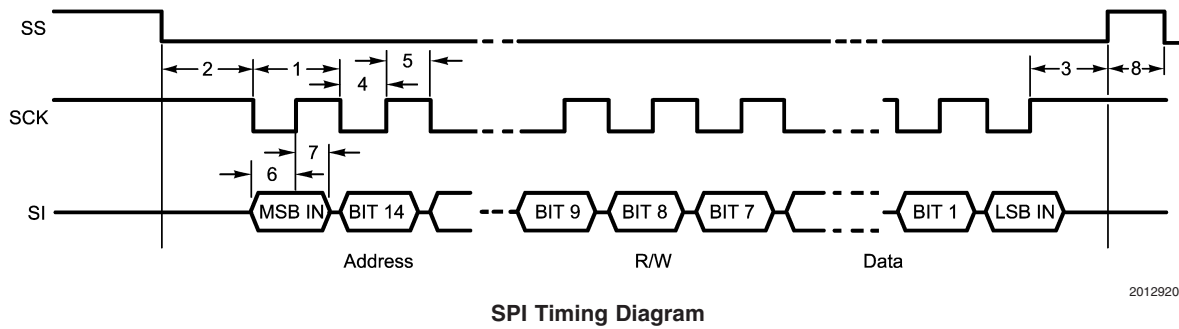 SS
2 1 5 3 8
4
SCK
7
6
SI MSB IN BIT 14 BIT 9 BIT 8 BIT 7 BIT 1 LSB IN
Address R/W Data
2012920
SPI Timing Diagram